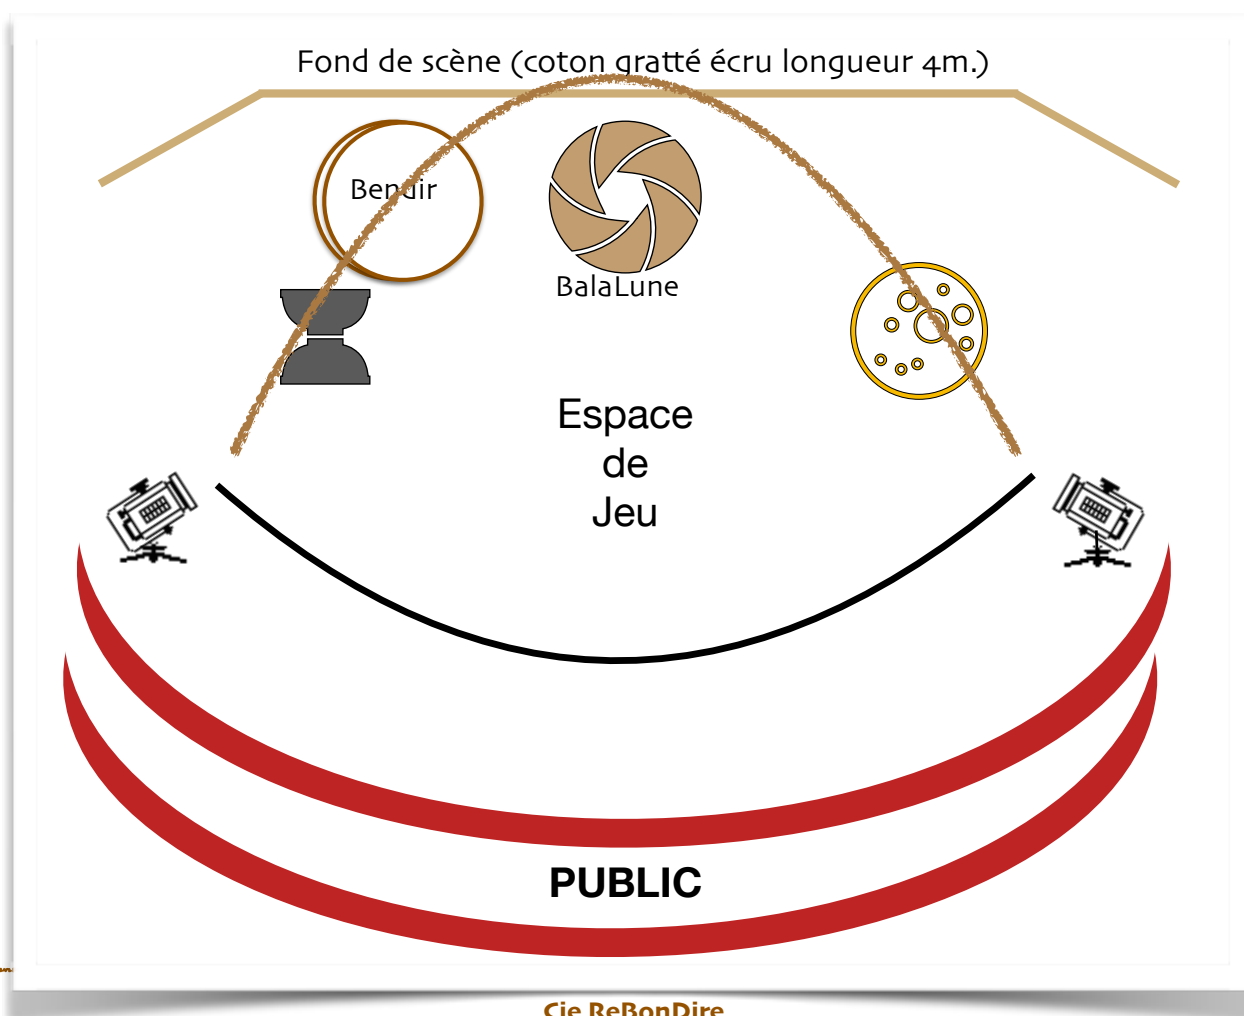 Fond de scène (coton gratté écru longueur 4m.)
Bendir
BalaLune
Espace
de
Jeu
PUBLIC
Cie ReBonDire